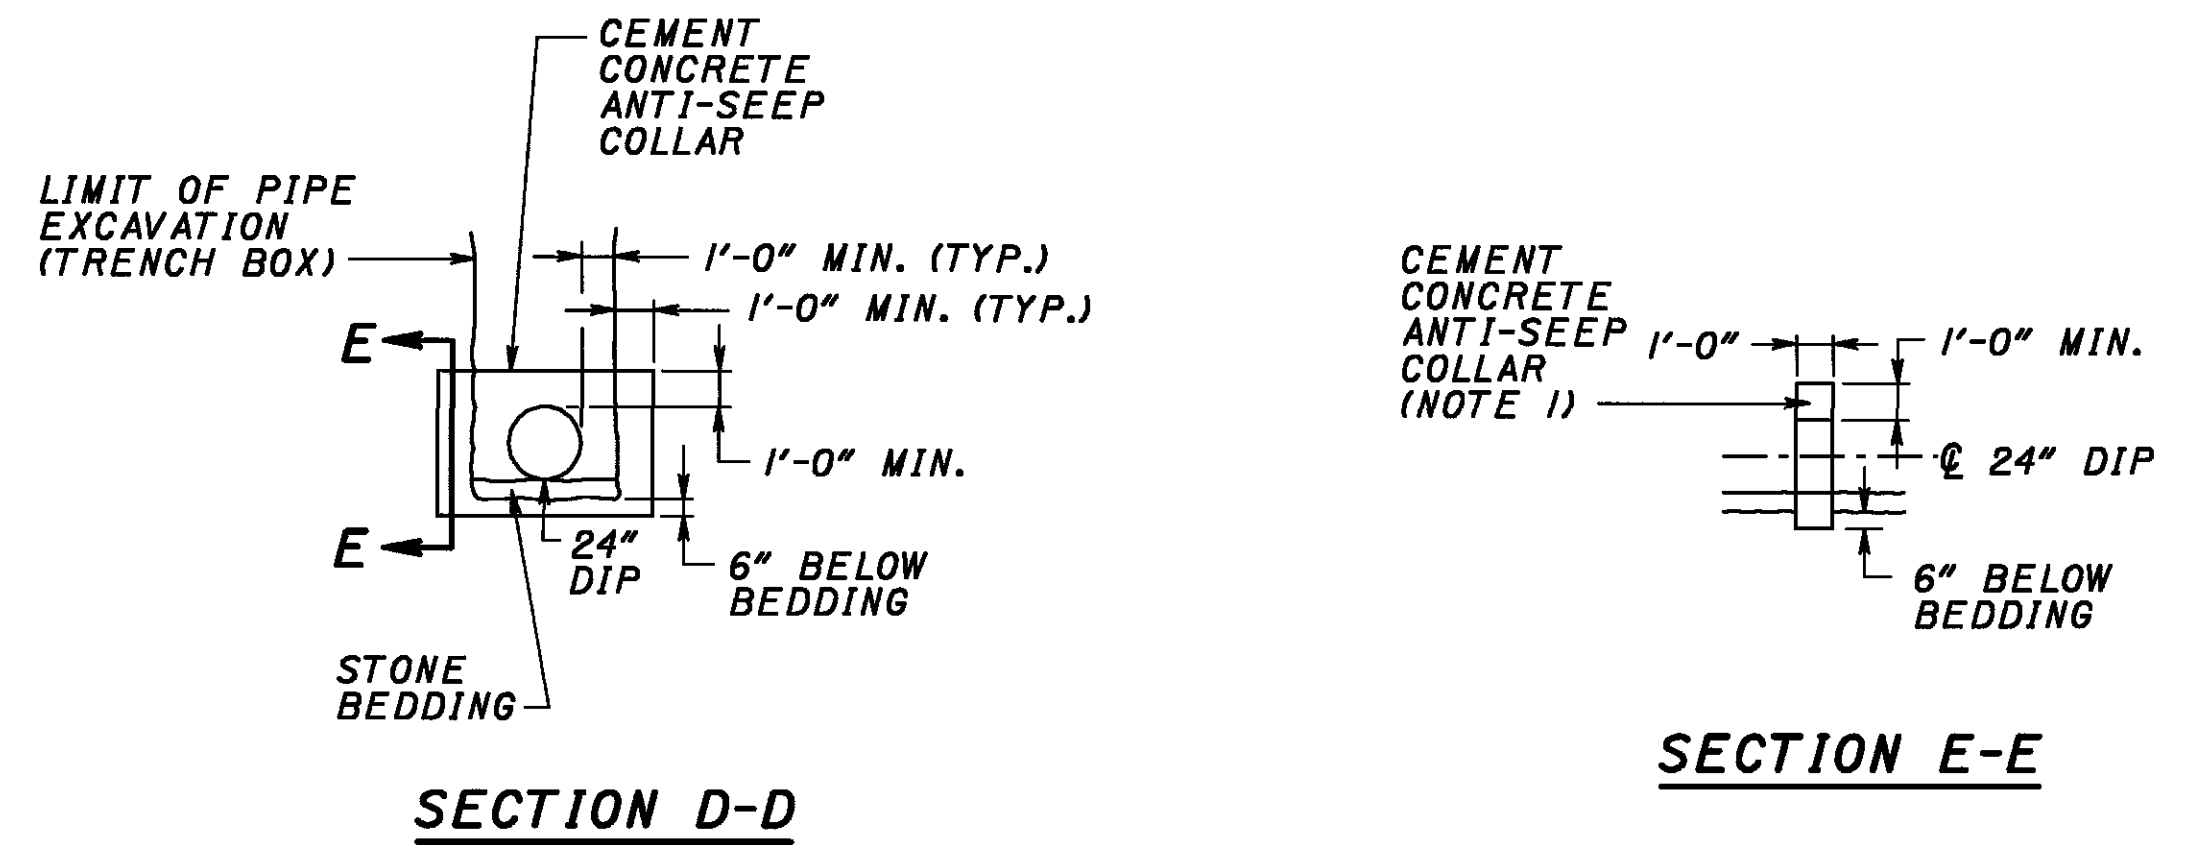 CEMENT
CONCRETE
ANTI-SEEP
COLLAR
LIMIT OF PIPE
EXCAVATION
(TRENCH BOX)
1'-0" MIN. (TYP.)
1'-0" MIN. (TYP.)
E
1'-0" MIN.
E
24"
DIP
6" BELOW
BEDDING
STONE
BEDDING
SECTION D-D
CEMENT
CONCRETE
ANTI-SEEP
COLLAR
(NOTE 1)
1'-0"
1'-0" MIN.
℄ 24" DIP
6" BELOW
BEDDING
SECTION E-E